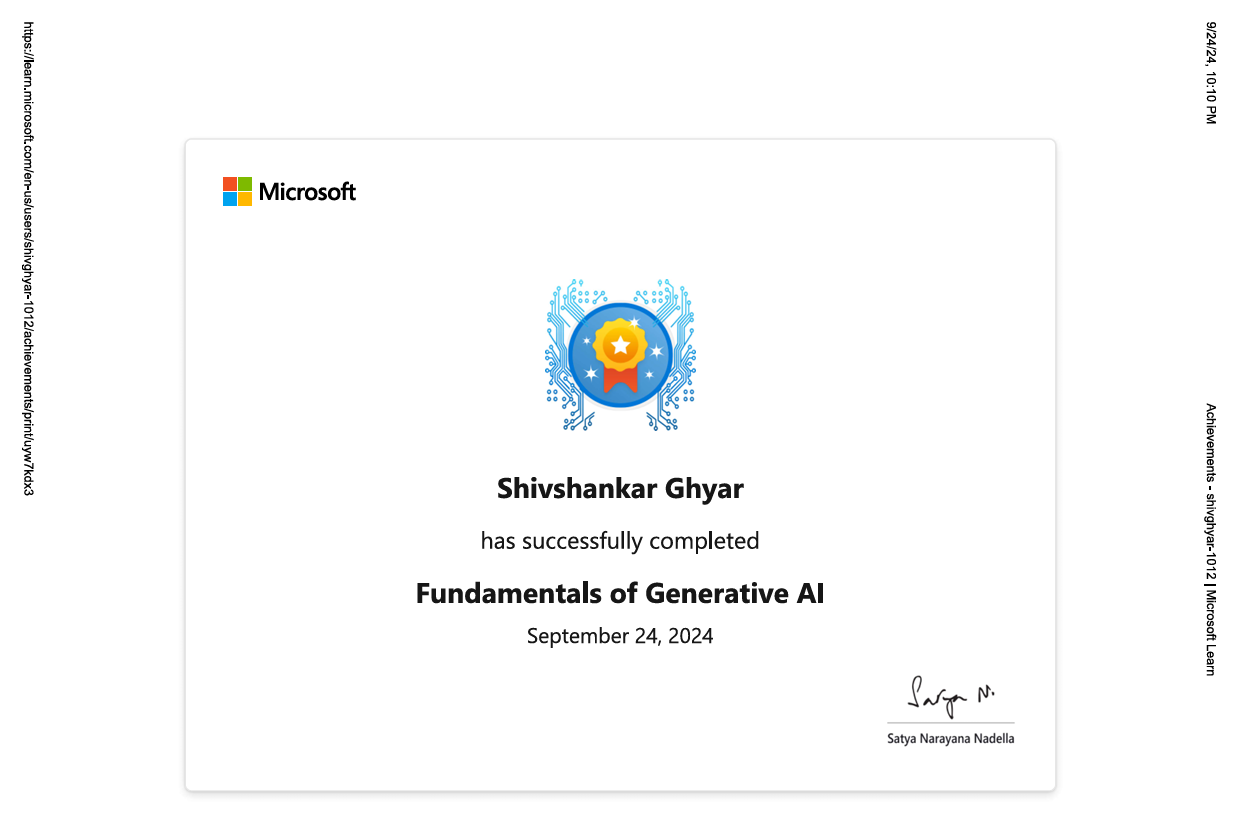 9/24/24, 10:10 PM
Achievements - shivghyar-1012 | Microsoft Learn
Microsoft
Shivshankar Ghyar
has successfully completed
Fundamentals of Generative AI
September 24, 2024
Satya N.
Satya Narayana Nadella
https://learn.microsoft.com/en-us/users/shivghyar-1012/achievements/print/uyw7kdx3